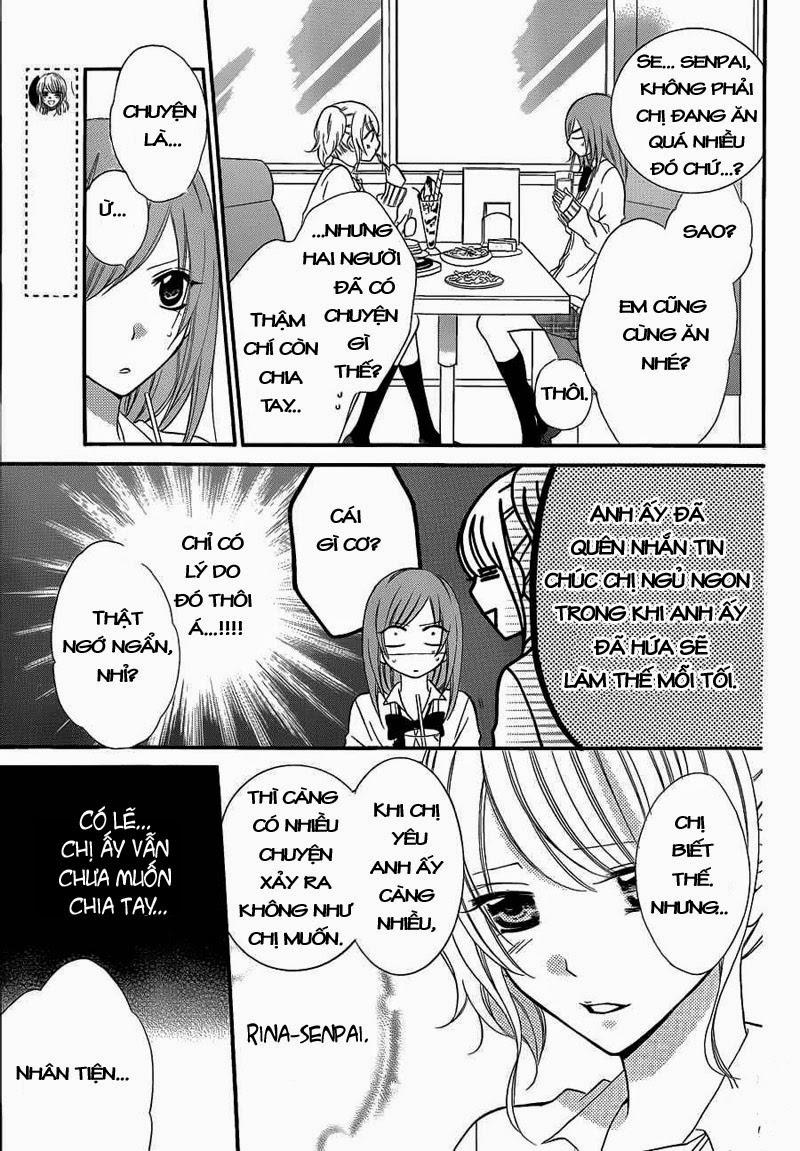 SE... SENPAI,
KHÔNG PHẢI
CHỊ ĐANG ĂN
QUÁ NHIỀU
ĐÓ CHỨ...?
SAO?
EM CŨNG
CÙNG ĂN
NHÉ?
THÔI.
...NHƯNG
HAI NGƯỜI
ĐÃ CÓ
CHUYỆN
GÌ
THẾ?
THẬM
CHÍ CÒN
CHIA
TAY...
CHUYỆN
LÀ...
Ừ...
ANH ẤY ĐÃ
QUÉN NHẮN TIN
CHÚC CHỊ NGỦ NGON
TRONG KHI ANH ẤY
ĐÃ HỨA SẼ
LÀM THẾ MỖI TỐI.
CÁI
GÌ CƠ?
CHỈ CÓ
LÝ DO
ĐÓ THÔI
Á...!!!!
THẬT
NGỚ NGẨN,
NHỈ?
CHỊ
BIẾT
THẾ.
NHƯNG..
KHI CHỊ
YÊU
ANH ẤY
CÀNG
NHIỀU,
THÌ CÀNG
CÓ NHIỀU
CHUYỆN
XẢY RA
KHÔNG NHƯ
CHỊ MUỐN.
RINA-SENPAI.
CÓ LẼ...
CHỊ ẤY VẪN
CHƯA MUỐN
CHIA TAY...
NHÂN TIỆN...